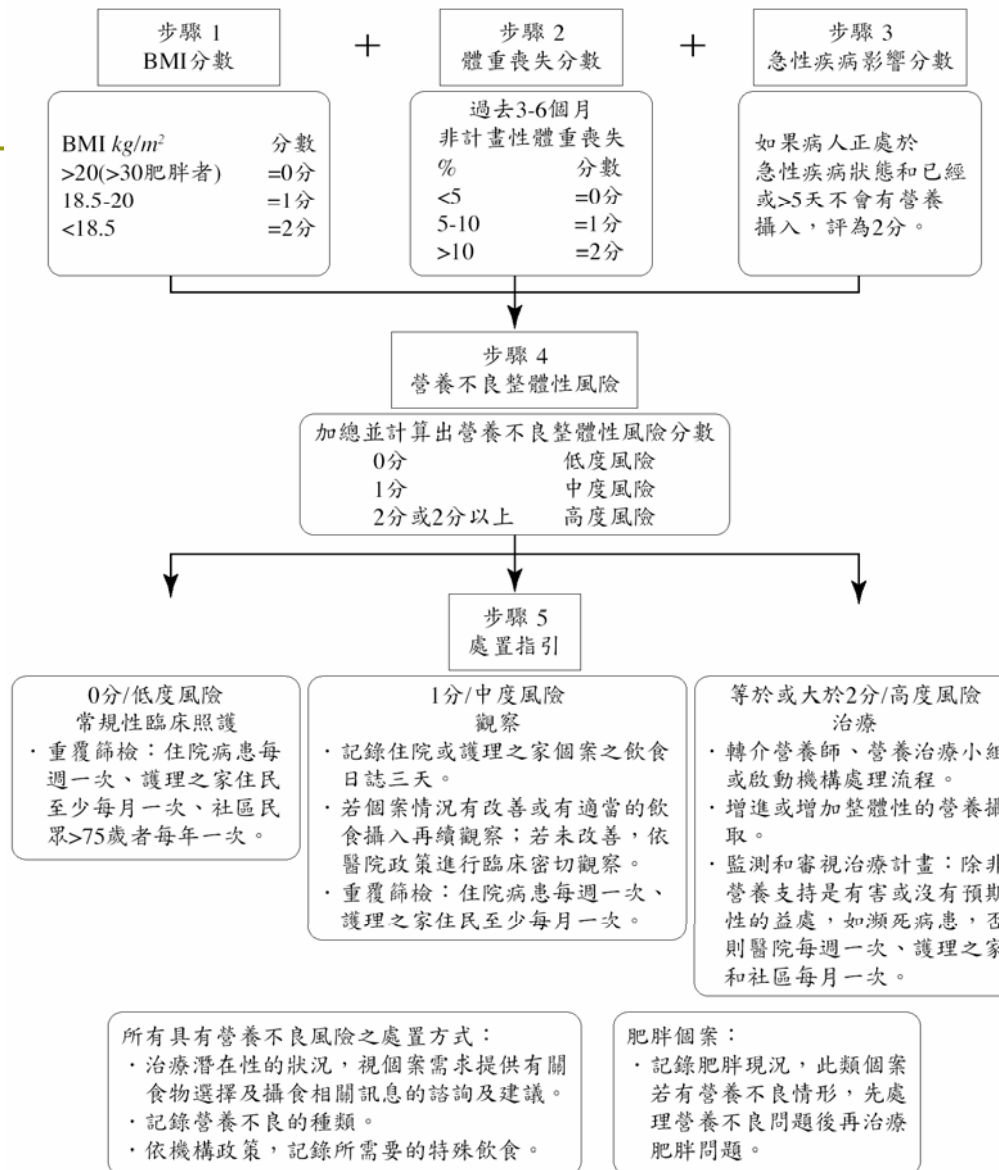 步驟 1
BMI分數
+
步驟 2
體重喪失分數
+
步驟 3
急性疾病影響分數
BMI kg/m² 分數
>20(>30肥胖者) =0分
18.5-20 =1分
<18.5 =2分
過去3-6個月
非計畫性體重喪失
% 分數
<5 =0分
5-10 =1分
>10 =2分
如果病人正處於
急性疾病狀態和已經
或>5天不會有營養
攝入，評為2分。
步驟 4
營養不良整體性風險
加總並計算出營養不良整體性風險分數
0分 低度風險
1分 中度風險
2分或2分以上 高度風險
步驟 5
處置指引
0分/低度風險
常規性臨床照護
·重覆篩檢：住院病患每
週一次、護理之家住民
至少每月一次、社區民
眾>75歲者每年一次。
1分/中度風險
觀察
·記錄住院或護理之家個案之飲食
日誌三天。
·若個案情況有改善或有適當的飲
食攝入再續觀察；若未改善，依
醫院政策進行臨床密切觀察。
·重覆篩檢：住院病患每週一次、
護理之家住民至少每月一次。
等於或大於2分/高度風險
治療
·轉介營養師、營養治療小組
或啟動機構處理流程。
·增進或增加整體性的營養攝
取。
·監測和審視治療計畫：除非
營養支持是有害或沒有預期
性的益處，如瀕死病患，否
則醫院每週一次、護理之家
和社區每月一次。
所有具有營養不良風險之處置方式：
·治療潛在性的狀況，視個案需求提供有關
食物選擇及攝食相關訊息的諮詢及建議。
·記錄營養不良的種類。
·依機構政策，記錄所需要的特殊飲食。
肥胖個案：
·記錄肥胖現況，此類個案
若有營養不良情形，先處
理營養不良問題後再治療
肥胖問題。